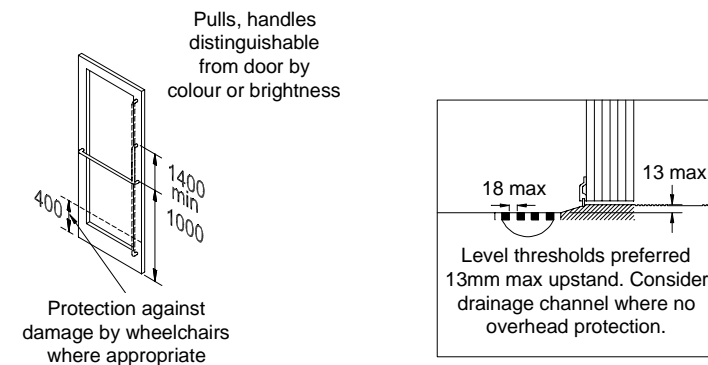 Pulls, handles
distinguishable
from door by
colour or brightness
1400
min
1000
400
Protection against
damage by wheelchairs
where appropriate
18 max
13 max
Level thresholds preferred
13mm max upstand. Consider
drainage channel where no
overhead protection.